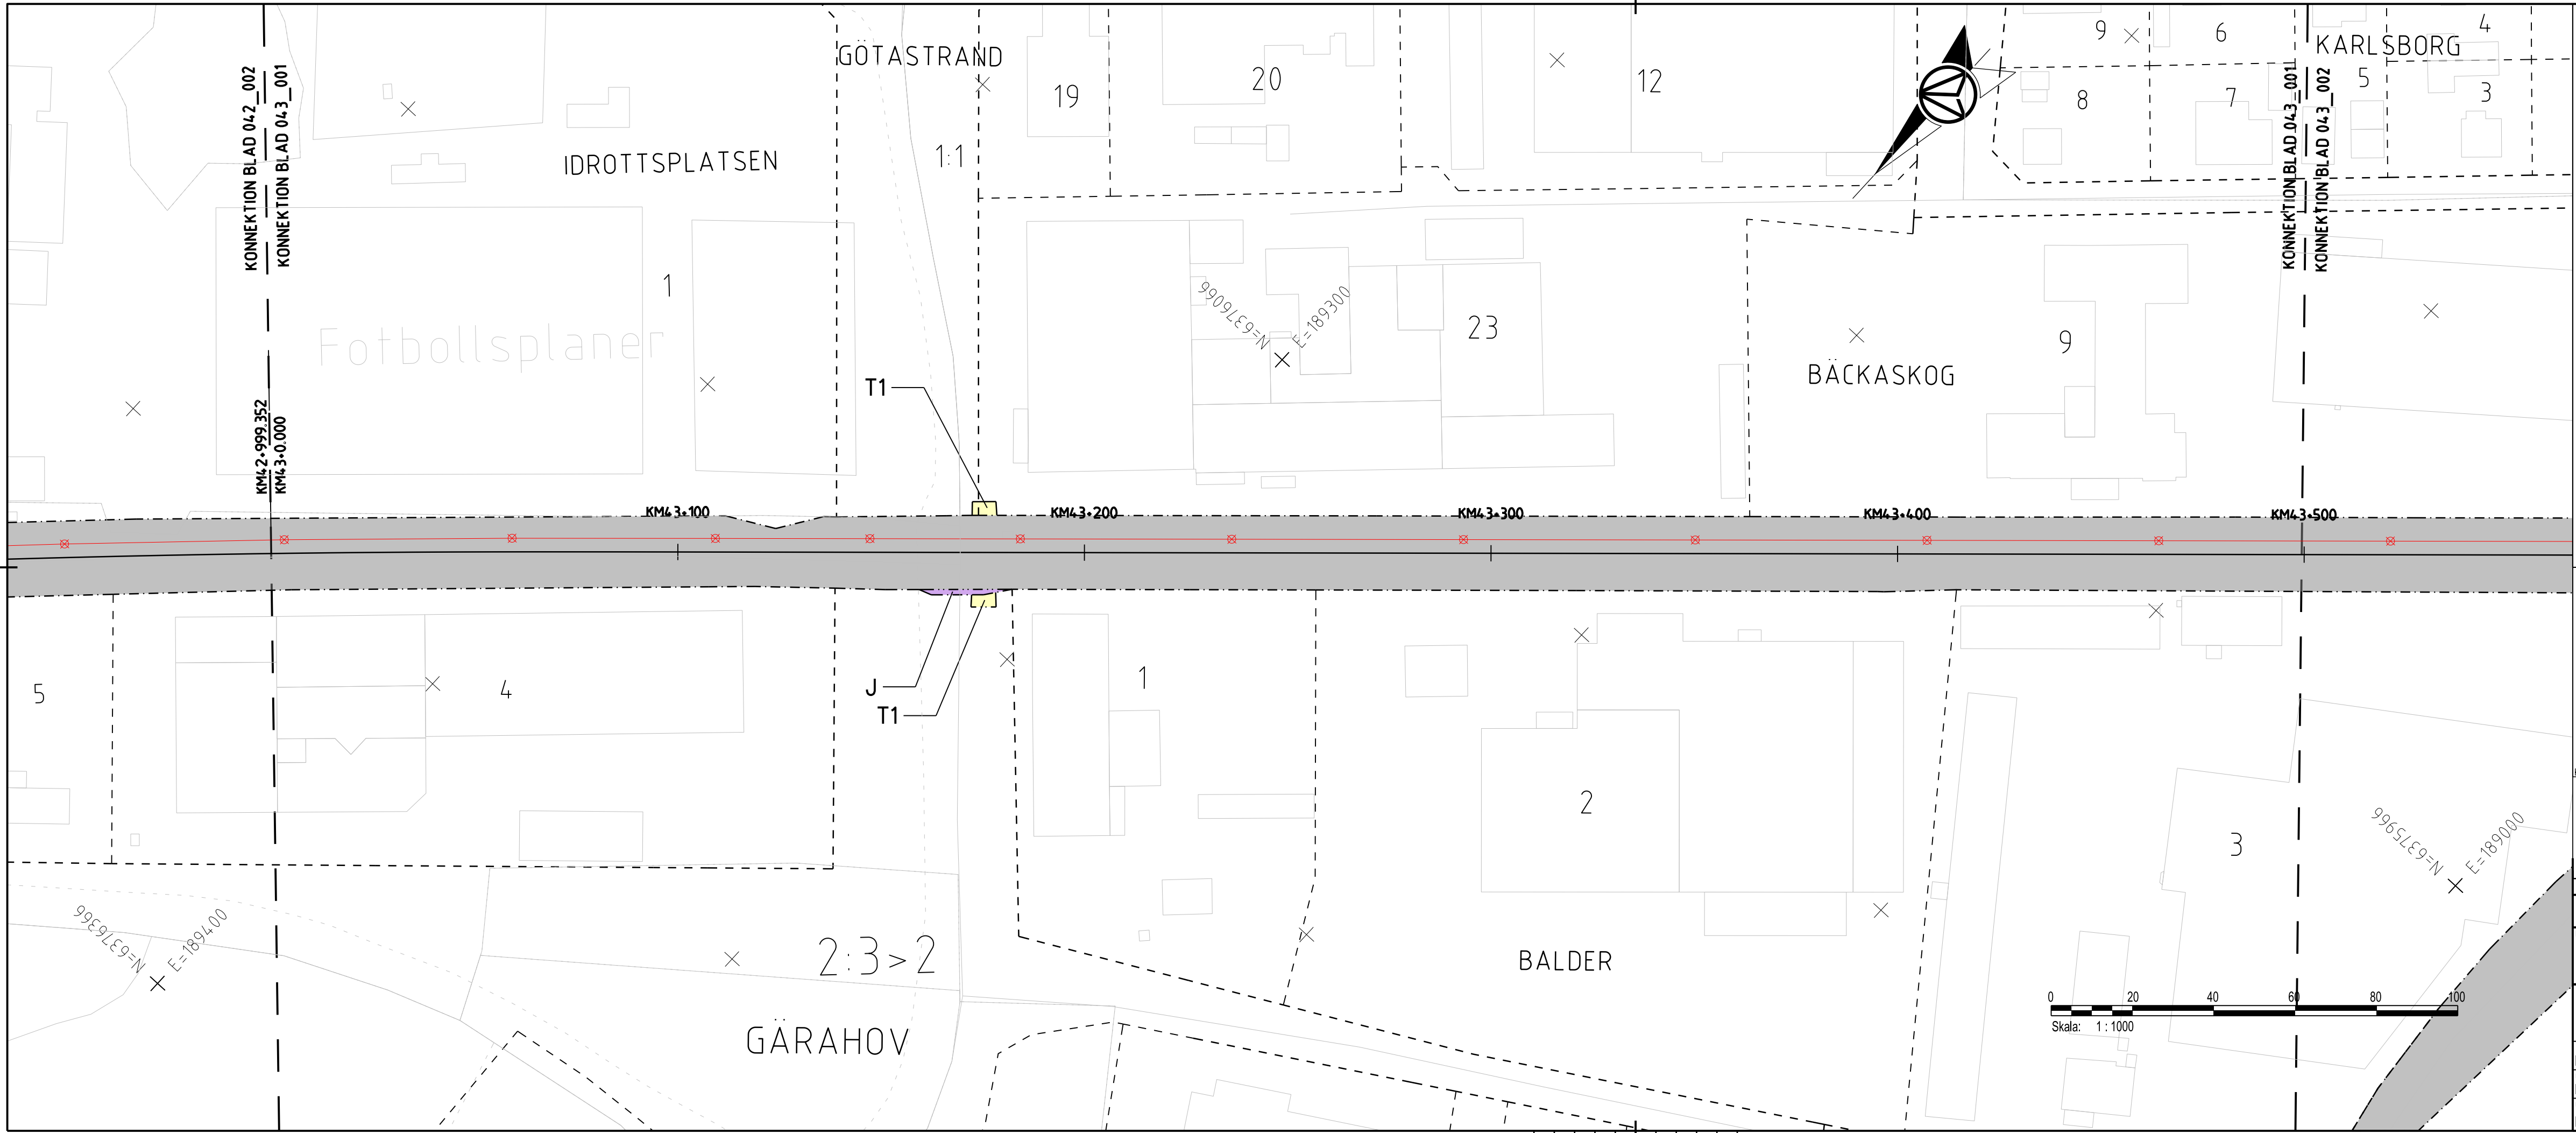 KONNEKTION BLAD 042_002
KONNEKTION BLAD 043_001
GÖTASTRAND
19
20
12
9
6
KARLSBORG
4
8
7
5
3
KONNEKTION BLAD 043_001
KONNEKTION BLAD 043_002
IDROTTSPLATSEN
1:1
1
Fotbollsplaner
N=6376066
E=189300
23
9
BÄCKASKOG
T1
KM42+999.352
KM43+0.000
KM43+100
KM43+200
KM43+300
KM43+400
KM43+500
5
4
J
T1
1
2
3
N=6375966
E=189000
N=6376366
E=189400
2:3>2
BALDER
GÄRAHOV
0 20 40 60 80 100
Skala: 1 : 1000